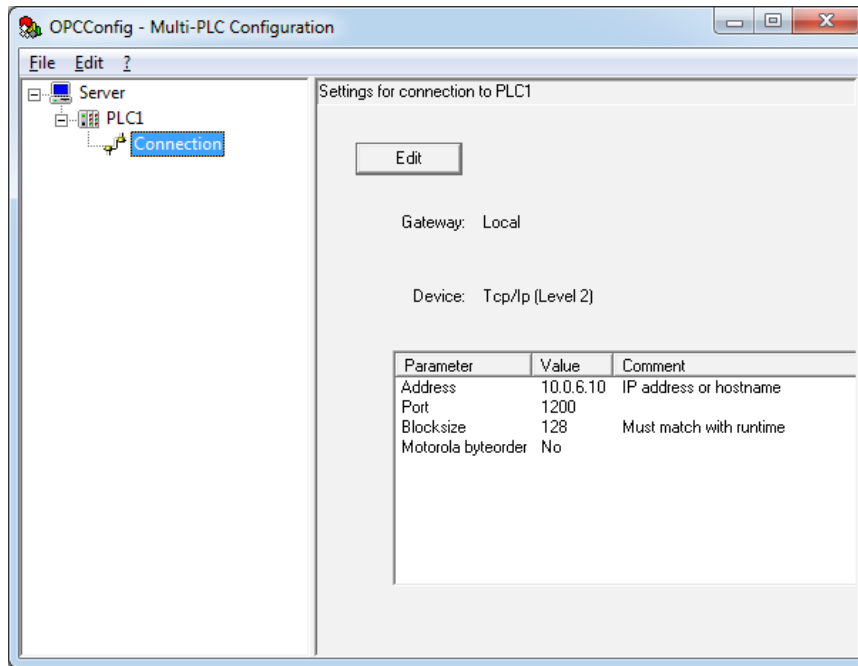 OPCConfig - Multi-PLC Configuration
File Edit ?
Server
PLC1
Connection
Settings for connection to PLC1
Edit
Gateway: Local
Device: Tcp/Ip (Level 2)
Parameter Value Comment
Address 10.0.6.10 IP address or hostname
Port 1200
Blocksize 128 Must match with runtime
Motorola byteorder No